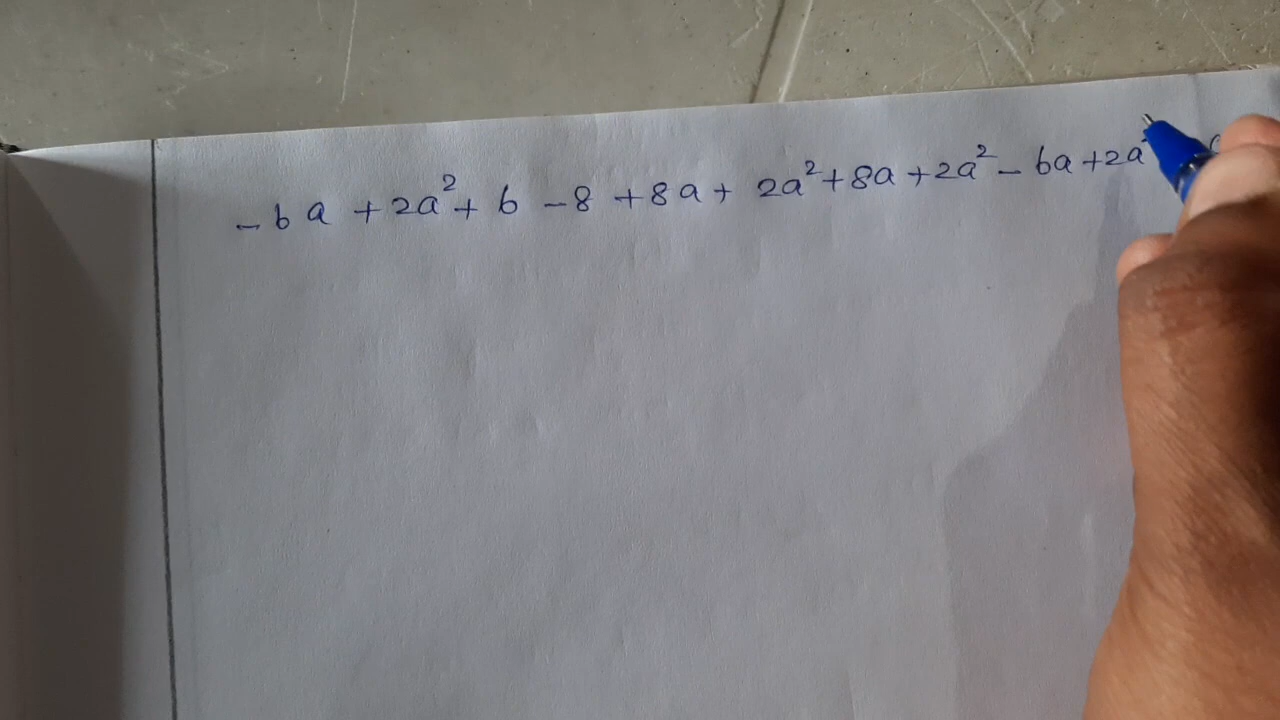 - 6a + 2a² + 6 - 8 + 8a + 2a² + 8a + 2a² - 6a + 2a